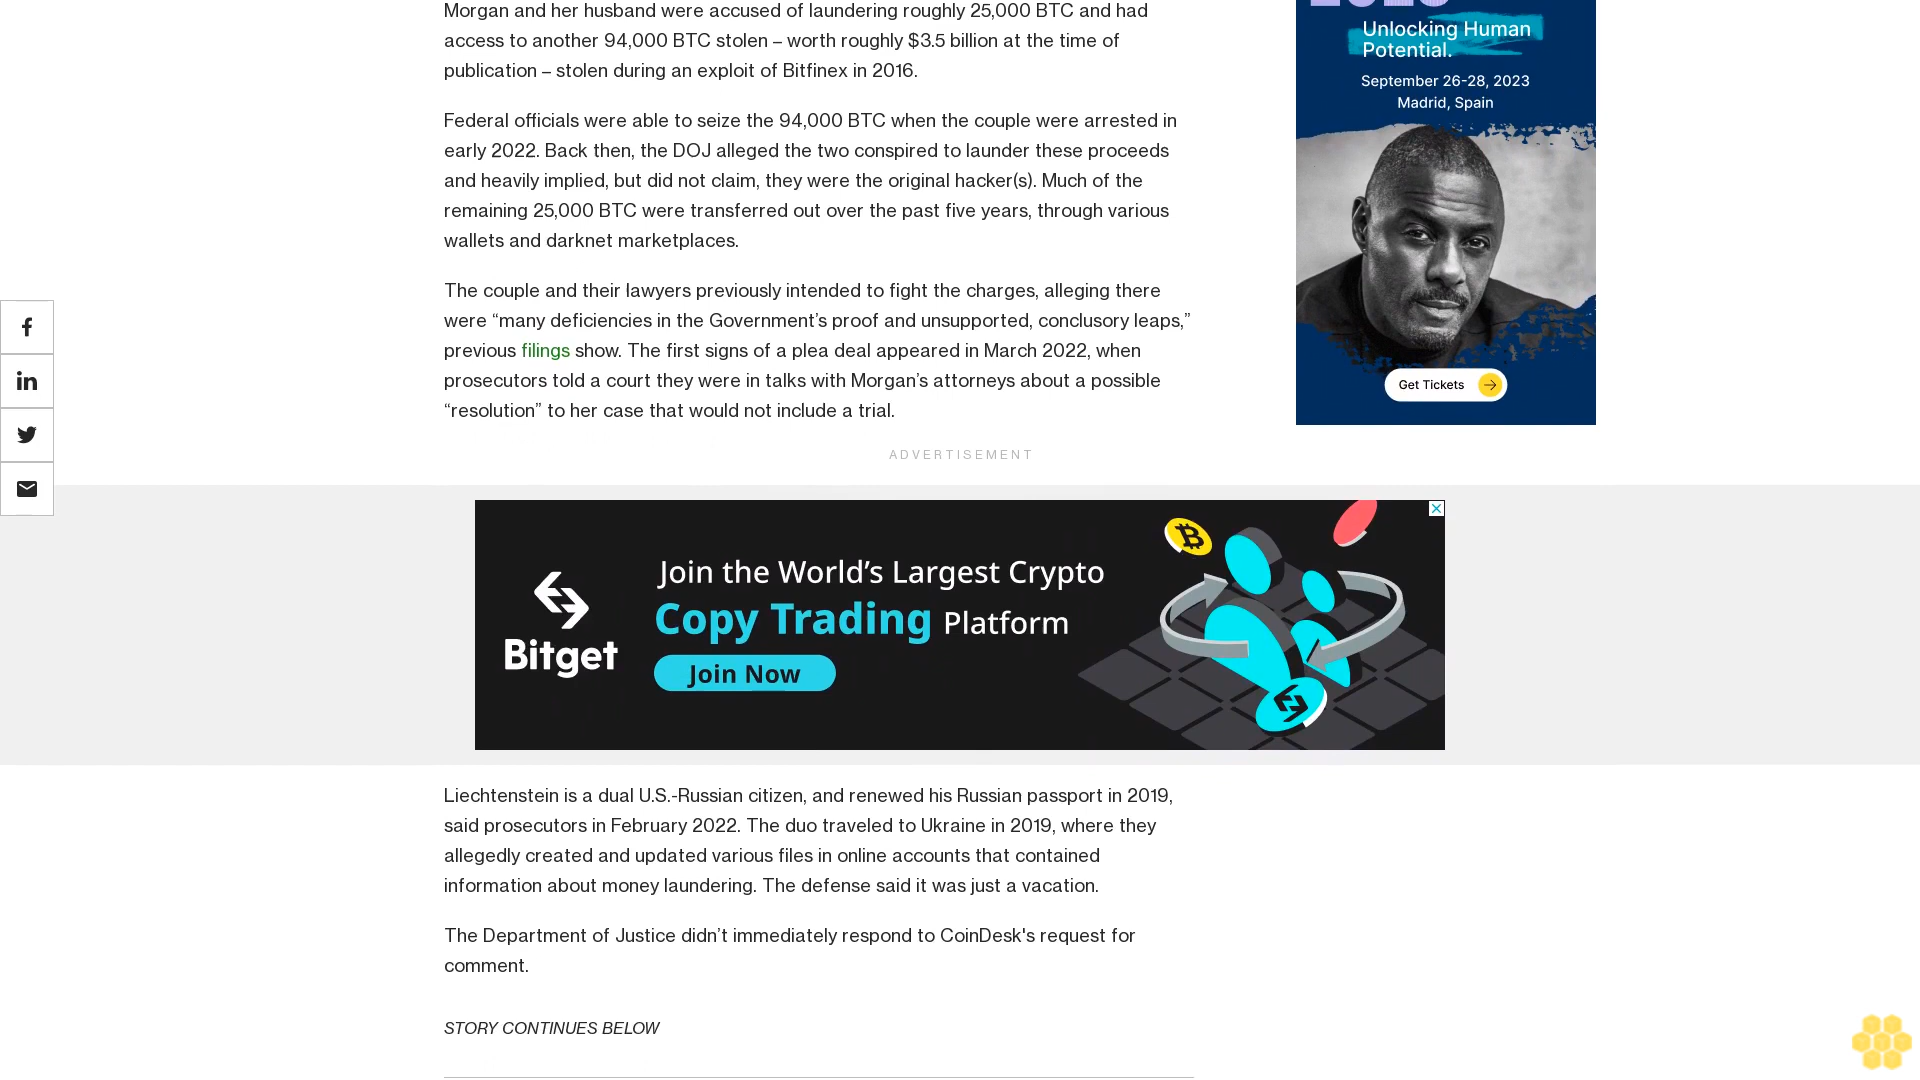 Morgan and her husband were accused of laundering roughly 25,000 BTC and had
access to another 94,000 BTC stolen – worth roughly $3.5 billion at the time of
publication – stolen during an exploit of Bitfinex in 2016.
Federal officials were able to seize the 94,000 BTC when the couple were arrested in
early 2022. Back then, the DOJ alleged the two conspired to launder these proceeds
and heavily implied, but did not claim, they were the original hacker(s). Much of the
remaining 25,000 BTC were transferred out over the past five years, through various
wallets and darknet marketplaces.
The couple and their lawyers previously intended to fight the charges, alleging there
were “many deficiencies in the Government’s proof and unsupported, conclusory leaps,”
previous filings show. The first signs of a plea deal appeared in March 2022, when
prosecutors told a court they were in talks with Morgan’s attorneys about a possible
“resolution” to her case that would not include a trial.
Unlocking Human
Potential.
September 26-28, 2023
Madrid, Spain
Get Tickets
ADVERTISEMENT
Bitget
Join the World’s Largest Crypto
Copy Trading Platform
Join Now
Liechtenstein is a dual U.S.-Russian citizen, and renewed his Russian passport in 2019,
said prosecutors in February 2022. The duo traveled to Ukraine in 2019, where they
allegedly created and updated various files in online accounts that contained
information about money laundering. The defense said it was just a vacation.
The Department of Justice didn’t immediately respond to CoinDesk's request for
comment.
STORY CONTINUES BELOW